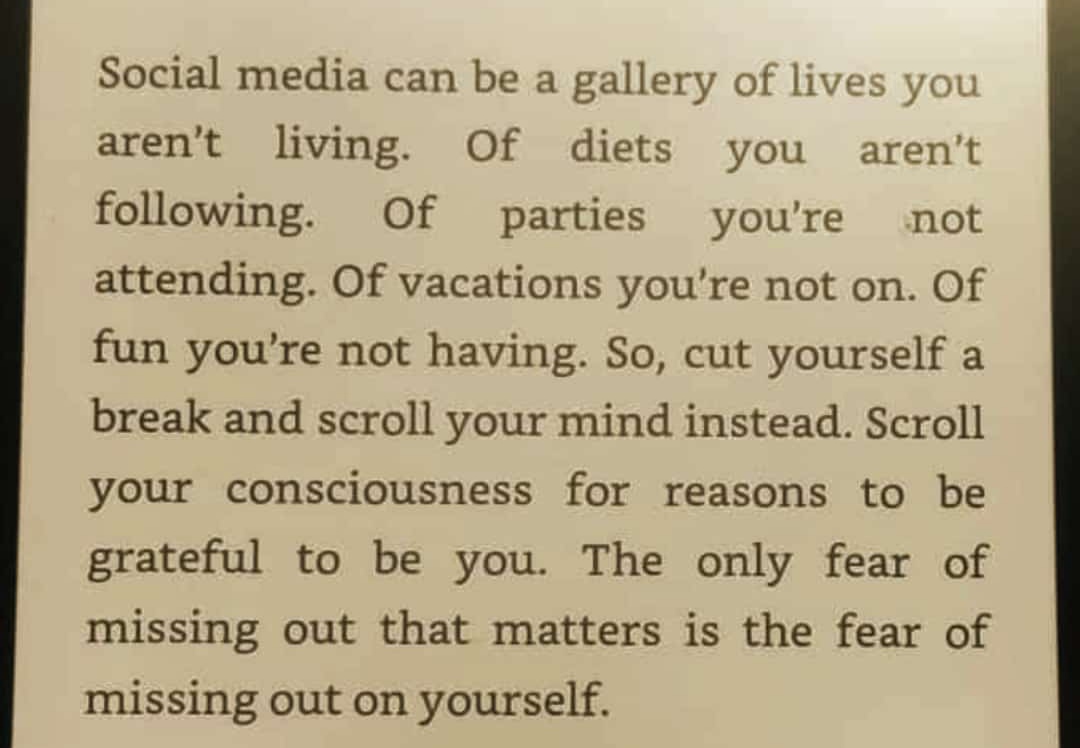 Social media can be a gallery of lives you
aren't living. Of diets you aren't
following. Of parties you're not
attending. Of vacations you're not on. Of
fun you're not having. So, cut yourself a
break and scroll your mind instead. Scroll
your consciousness for reasons to be
grateful to be you. The only fear of
missing out that matters is the fear of
missing out on yourself.